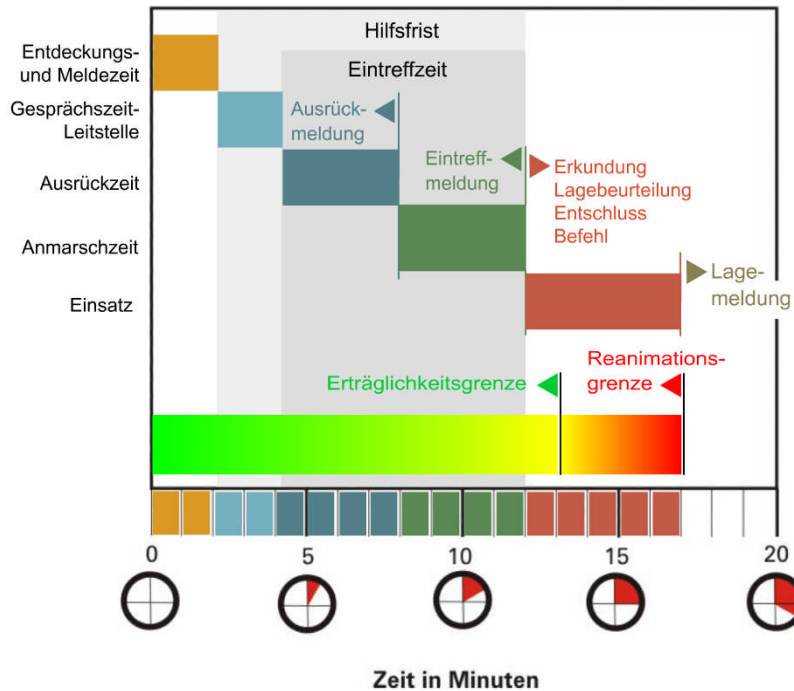 Hilfsfrist
Entdeckungs-
und Meldezeit
Eintreffzeit
Gesprächszeit-
Leitstelle
Ausrück-
meldung
Ausrückzeit
Eintreff-
meldung
Erkundung
Lagebeurteilung
Entschluss
Befehl
Anmarschzeit
Einsatz
Lage-
meldung
Erträglichkeitsgrenze
Reanimations-
grenze
0 5 10 15 20
Zeit in Minuten